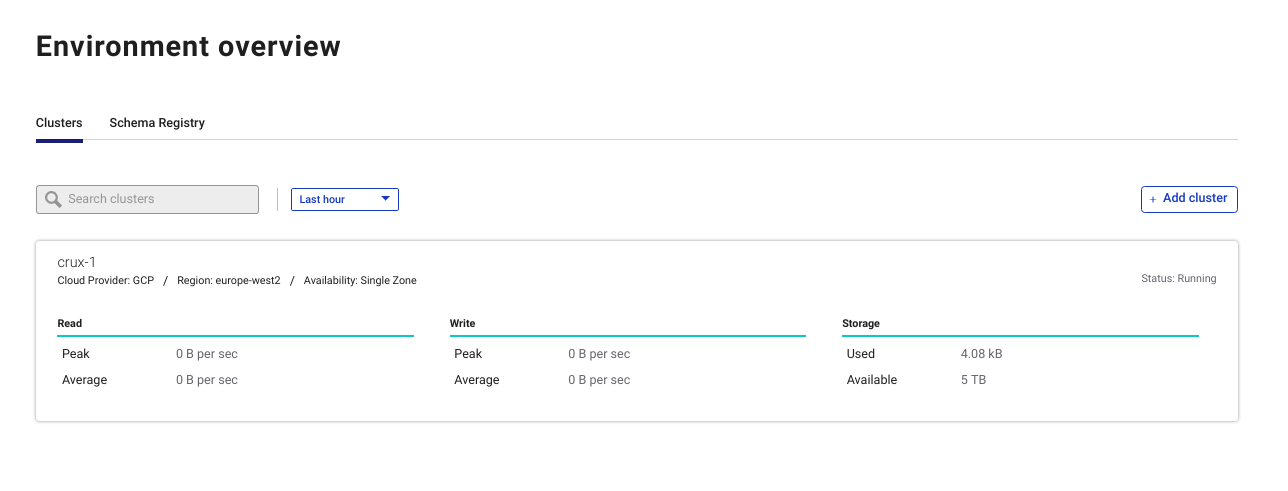 Environment overview
Clusters Schema Registry
Search clusters Last hour + Add cluster
crux-1
Cloud Provider: GCP / Region: europe-west2 / Availability: Single Zone Status: Running
Read Write Storage
Peak 0 B per sec Peak 0 B per sec Used 4.08 kB
Average 0 B per sec Average 0 B per sec Available 5 TB